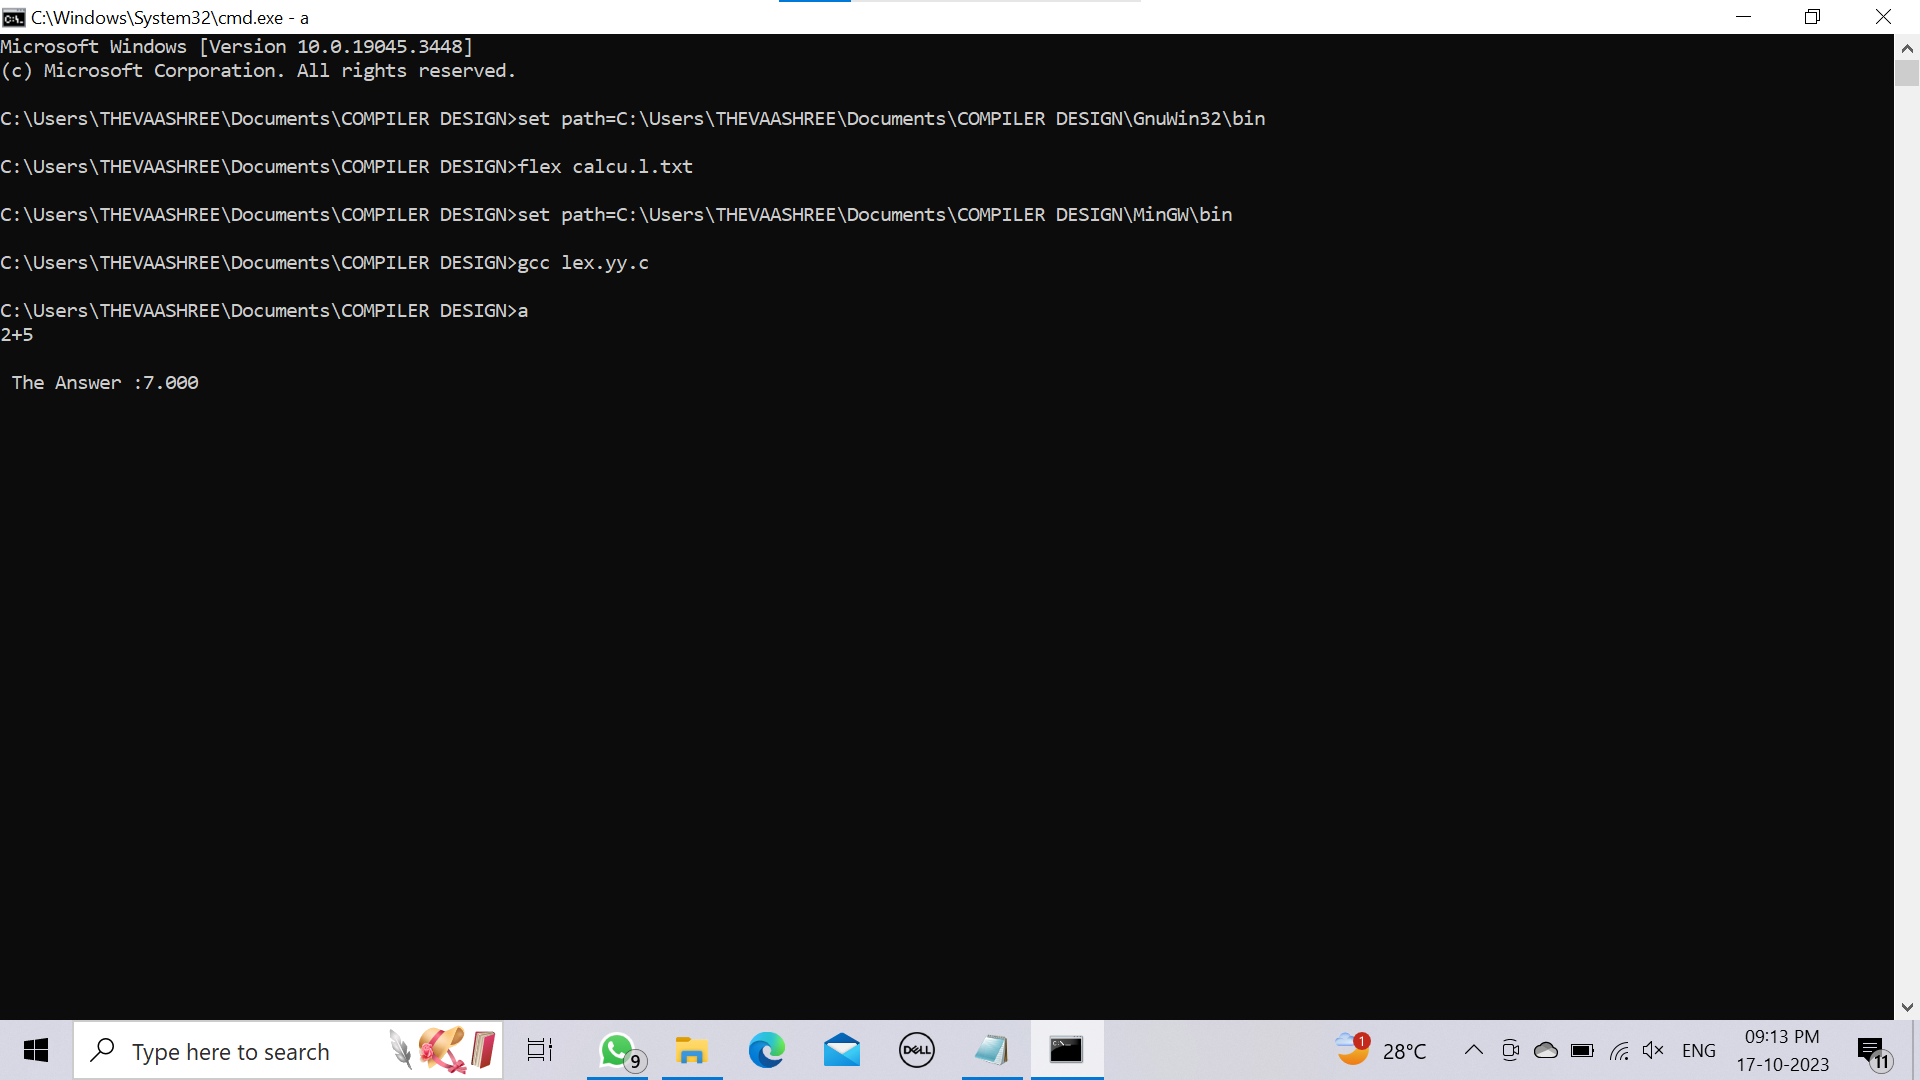 C:\Windows\System32\cmd.exe - a
Microsoft Windows [Version 10.0.19045.3448]
(c) Microsoft Corporation. All rights reserved.
C:\Users\THEVAASHREE\Documents\COMPILER DESIGN>set path=C:\Users\THEVAASHREE\Documents\COMPILER DESIGN\GnuWin32\bin
C:\Users\THEVAASHREE\Documents\COMPILER DESIGN>flex calcu.l.txt
C:\Users\THEVAASHREE\Documents\COMPILER DESIGN>set path=C:\Users\THEVAASHREE\Documents\COMPILER DESIGN\MinGW\bin
C:\Users\THEVAASHREE\Documents\COMPILER DESIGN>gcc lex.yy.c
C:\Users\THEVAASHREE\Documents\COMPILER DESIGN>a
2+5
The Answer :7.000
Type here to search
9
DELL
1
28°C
ENG
09:13 PM
17-10-2023
11